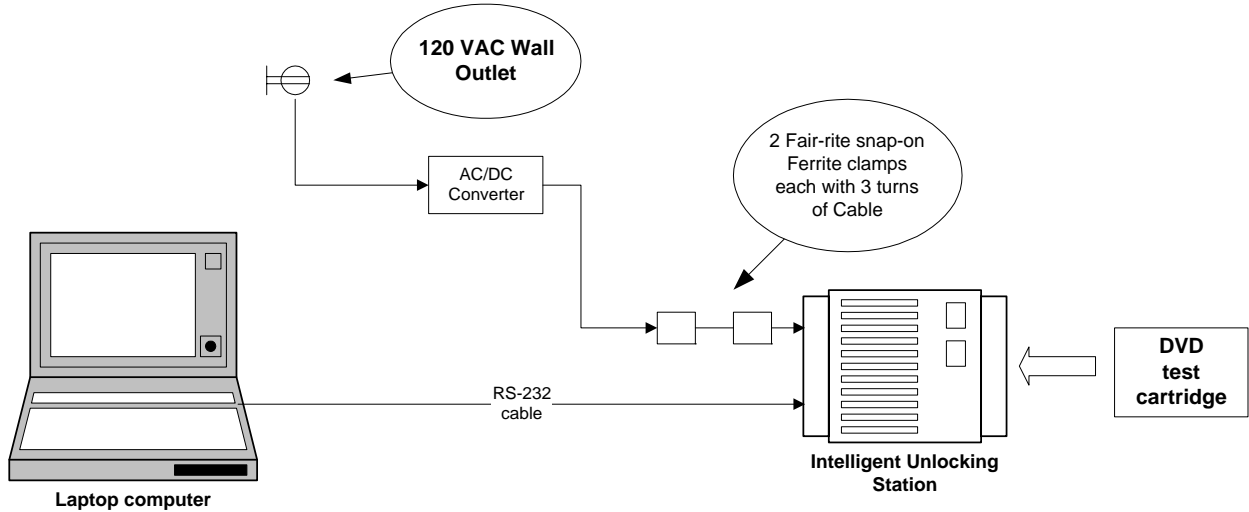 120 VAC Wall
Outlet
2 Fair-rite snap-on
Ferrite clamps
each with 3 turns
of Cable
AC/DC
Converter
DVD
test
cartridge
RS-232
cable
Intelligent Unlocking
Station
Laptop computer